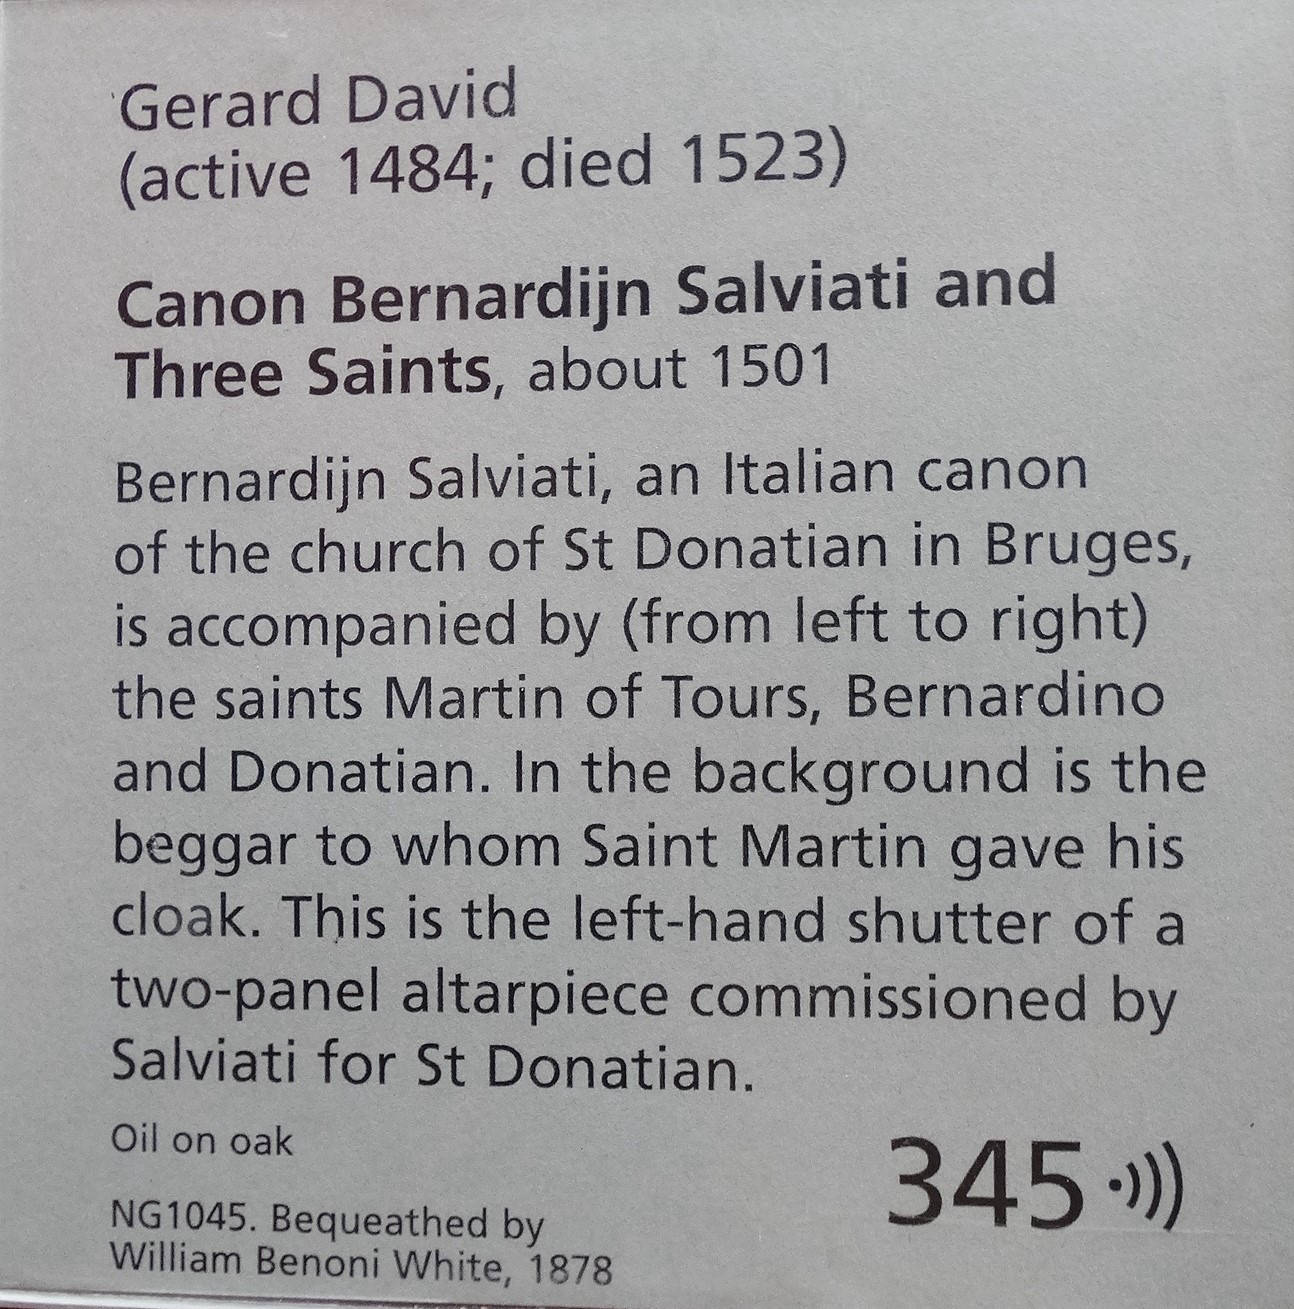 Gerard David
(active 1484; died 1523)
Canon Bernardijn Salviati and
Three Saints, about 1501
Bernardijn Salviati, an Italian canon
of the church of St Donatian in Bruges,
is accompanied by (from left to right)
the saints Martin of Tours, Bernardino
and Donatian. In the background is the
beggar to whom Saint Martin gave his
cloak. This is the left-hand shutter of a
two-panel altarpiece commissioned by
Salviati for St Donatian.
Oil on oak
345
NG1045. Bequeathed by
William Benoni White, 1878